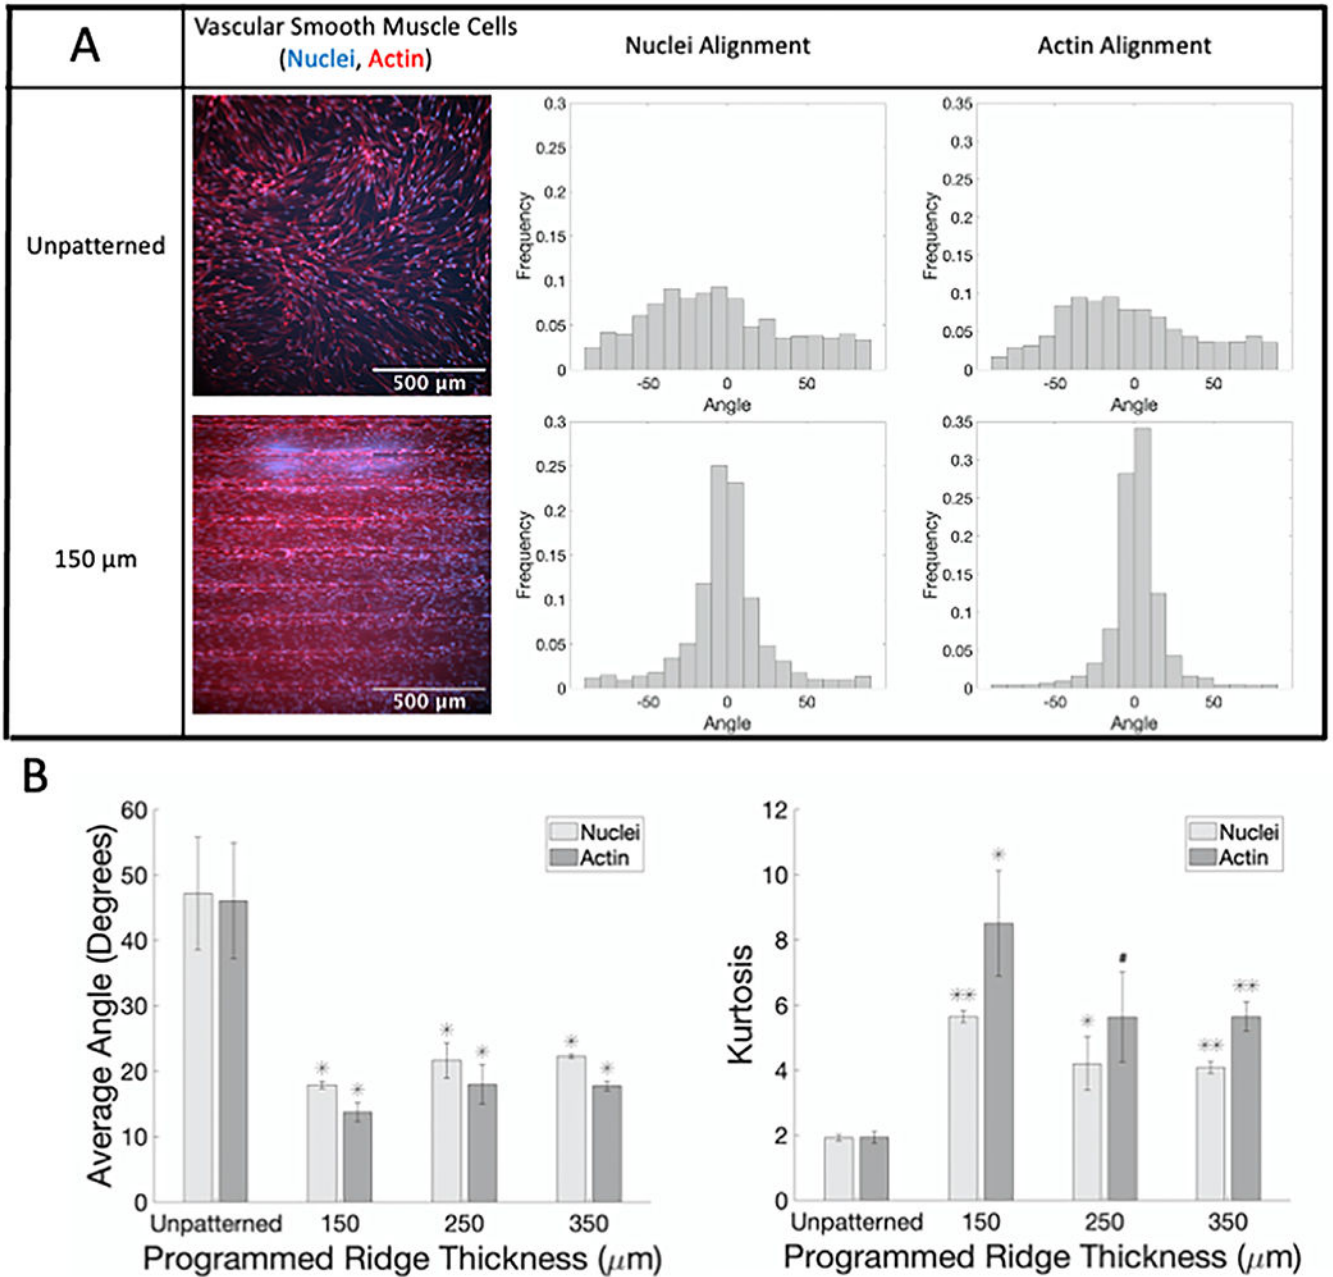 A
Vascular Smooth Muscle Cells
(Nuclei, Actin)
Nuclei Alignment
Actin Alignment
Unpatterned
500 µm
0.3
0.25
0.2
0.15
0.1
0.05
0
Frequency
-50 0 50
Angle
0.35
0.3
0.25
0.2
0.15
0.1
0.05
0
Frequency
-50 0 50
Angle
150 µm
500 µm
0.3
0.25
0.2
0.15
0.1
0.05
0
Frequency
-50 0 50
Angle
0.35
0.3
0.25
0.2
0.15
0.1
0.05
0
Frequency
-50 0 50
Angle
B
60
50
40
30
20
10
0
Average Angle (Degrees)
Nuclei
Actin
* * * * * *
Unpatterned 150 250 350
Programmed Ridge Thickness (µm)
12
10
8
6
4
2
0
Kurtosis
Nuclei
Actin
** * * # ** **
Unpatterned 150 250 350
Programmed Ridge Thickness (µm)